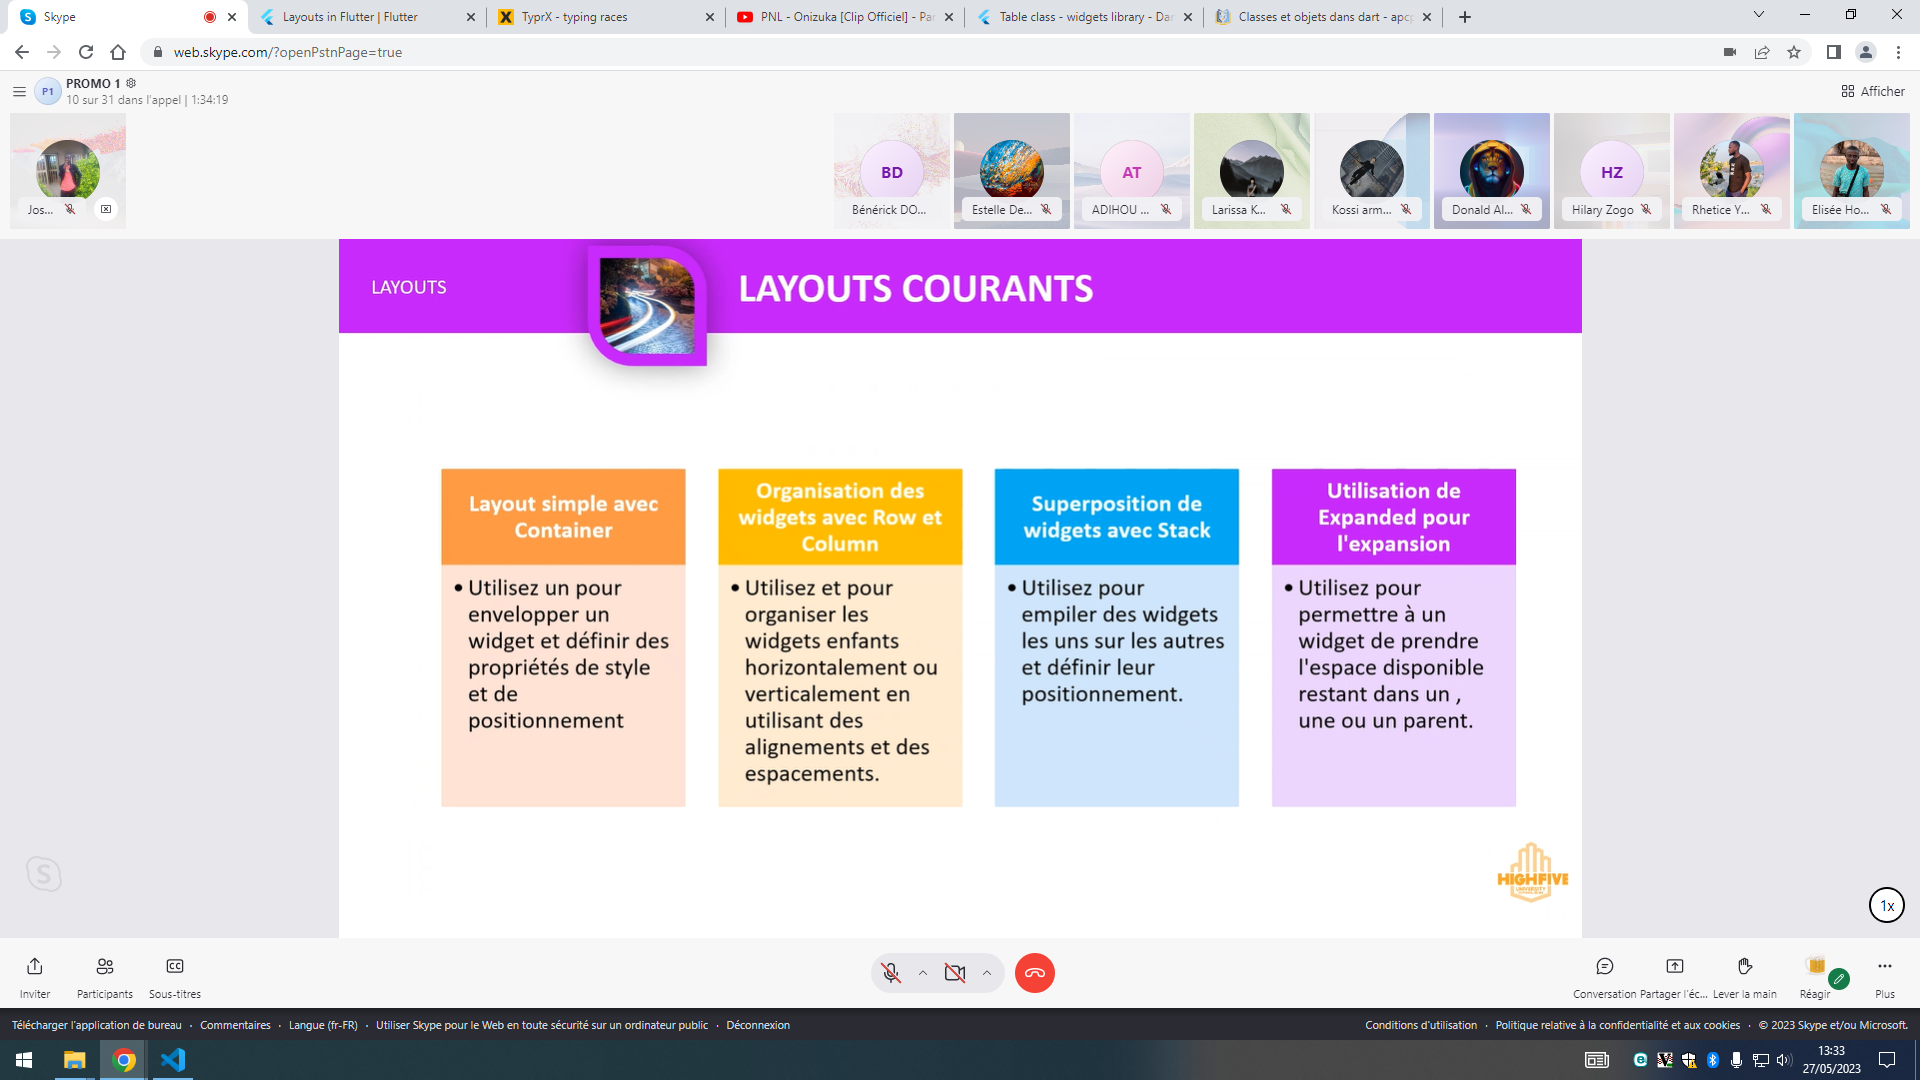 Skype
Layouts in Flutter | Flutter
TyprX - typing races
PNL - Onizuka [Clip Officiel] - Par
Table class - widgets library - Dar
Classes et objets dans dart - apcp
web.skype.com/?openPstnPage=true
P1
PROMO 1
10 sur 31 dans l'appel | 1:34:19
Afficher
BD
AT
HZ
Jos...
Bénérick DO...
Estelle De...
ADIHOU ...
Larissa K...
Kossi arm...
Donald Al...
Hilary Zogo
Rhetice Y...
Elisée Ho...
LAYOUTS
LAYOUTS COURANTS
Layout simple avec
Container
• Utilisez un pour
envelopper un
widget et définir des
propriétés de style
et de
positionnement
Organisation des
widgets avec Row et
Column
• Utilisez et pour
organiser les
widgets enfants
horizontalement ou
verticalement en
utilisant des
alignements et des
espacements.
Superposition de
widgets avec Stack
• Utilisez pour
empiler des widgets
les uns sur les autres
et définir leur
positionnement.
Utilisation de
Expanded pour
l'expansion
• Utilisez pour
permettre à un
widget de prendre
l'espace disponible
restant dans un ,
une ou un parent.
HIGHFIVE
UNIVERSITY
1x
Inviter
Participants
Sous-titres
Conversation
Partager l'éc...
Lever la main
Réagir
Plus
Télécharger l'application de bureau · Commentaires · Langue (fr-FR) · Utiliser Skype pour le Web en toute sécurité sur un ordinateur public · Déconnexion
Conditions d'utilisation · Politique relative à la confidentialité et aux cookies · © 2023 Skype et/ou Microsoft.
13:33
27/05/2023